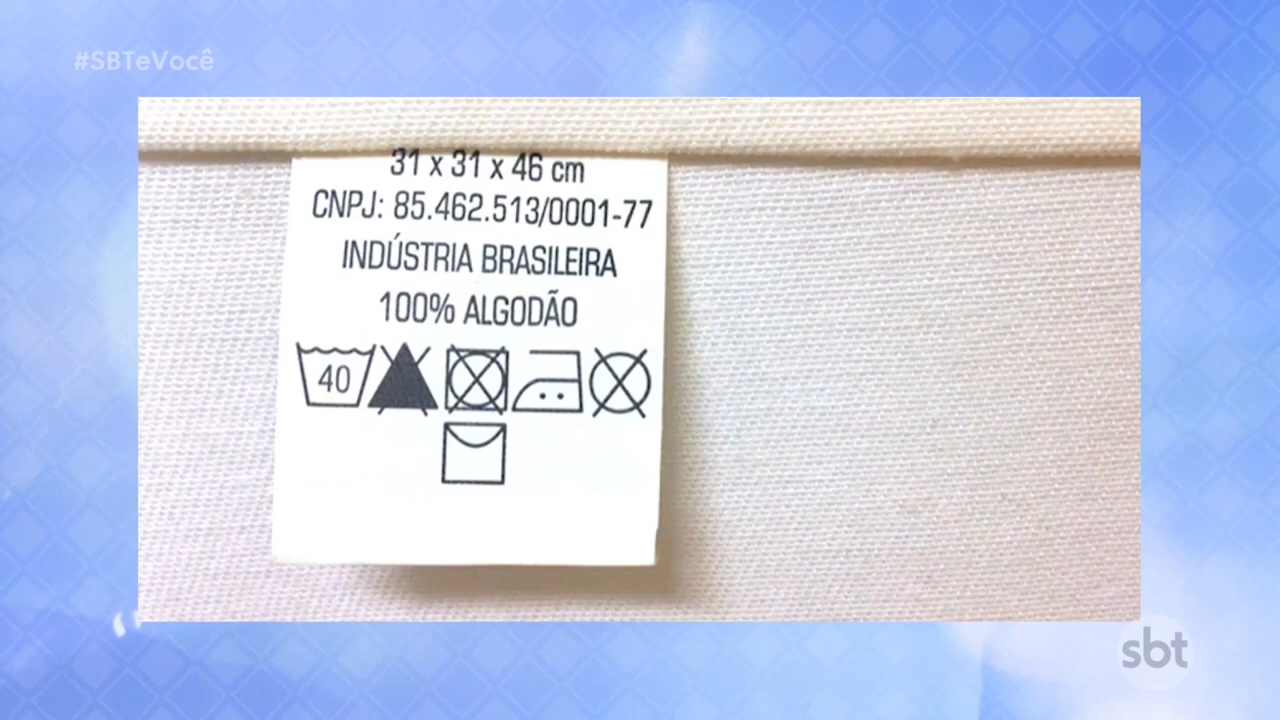 #SBTeVocê
31 x 31 x 46 cm
CNPJ: 85.462.513/0001-77
INDÚSTRIA BRASILEIRA
100% ALGODÃO
40
sbt